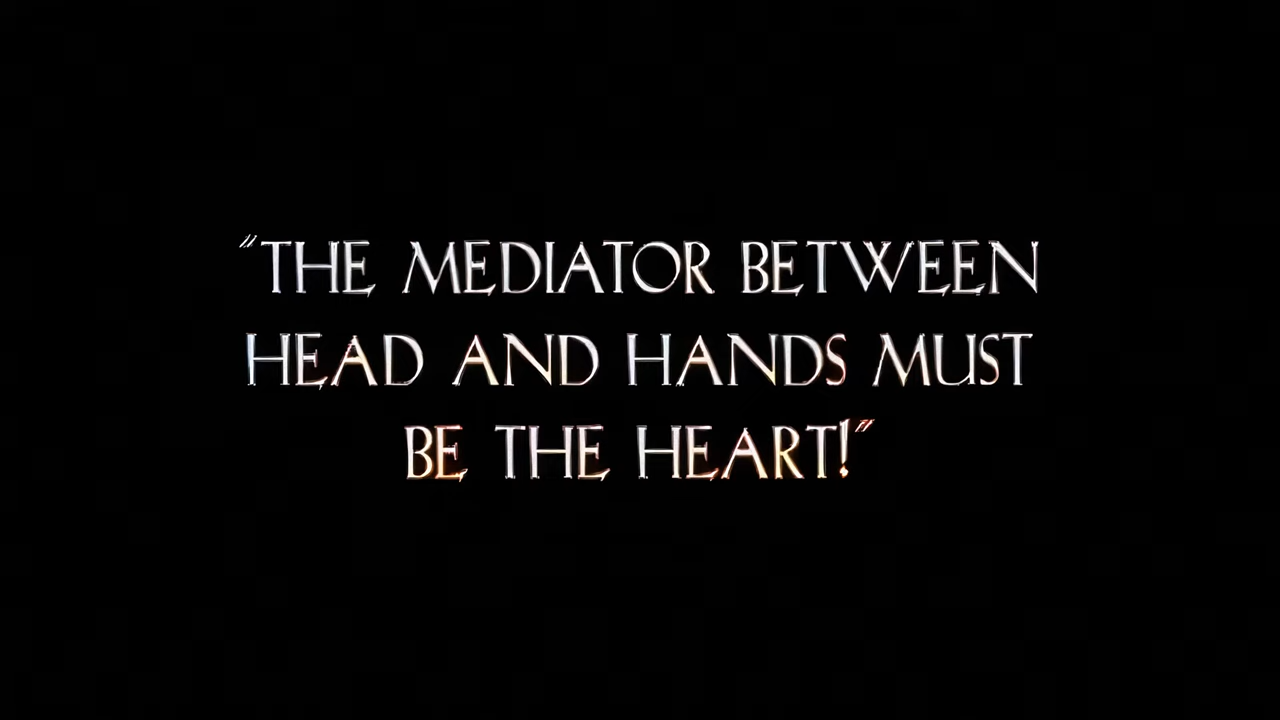 "THE MEDIATOR BETWEEN
HEAD AND HANDS MUST
BE THE HEART!"